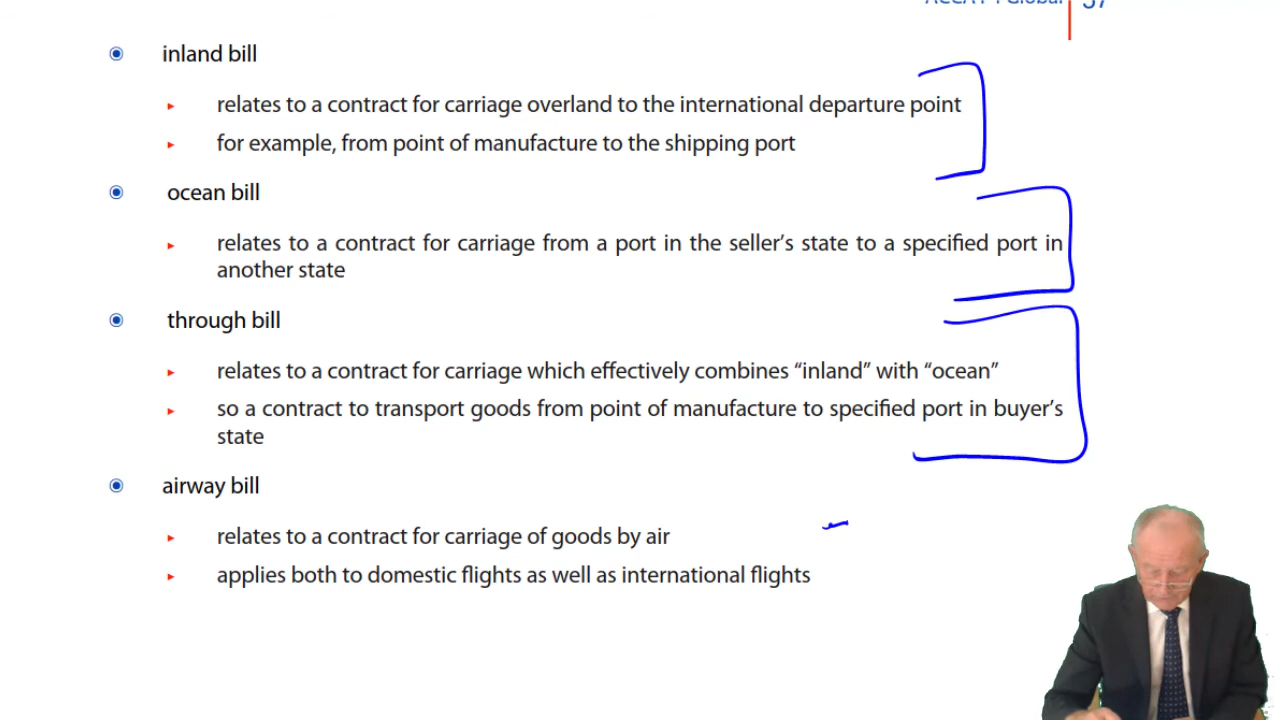 ACCA F4 Global 37
inland bill
relates to a contract for carriage overland to the international departure point
for example, from point of manufacture to the shipping port
ocean bill
relates to a contract for carriage from a port in the seller’s state to a specified port in
another state
through bill
relates to a contract for carriage which effectively combines “inland” with “ocean”
so a contract to transport goods from point of manufacture to specified port in buyer’s
state
airway bill
relates to a contract for carriage of goods by air
applies both to domestic flights as well as international flights